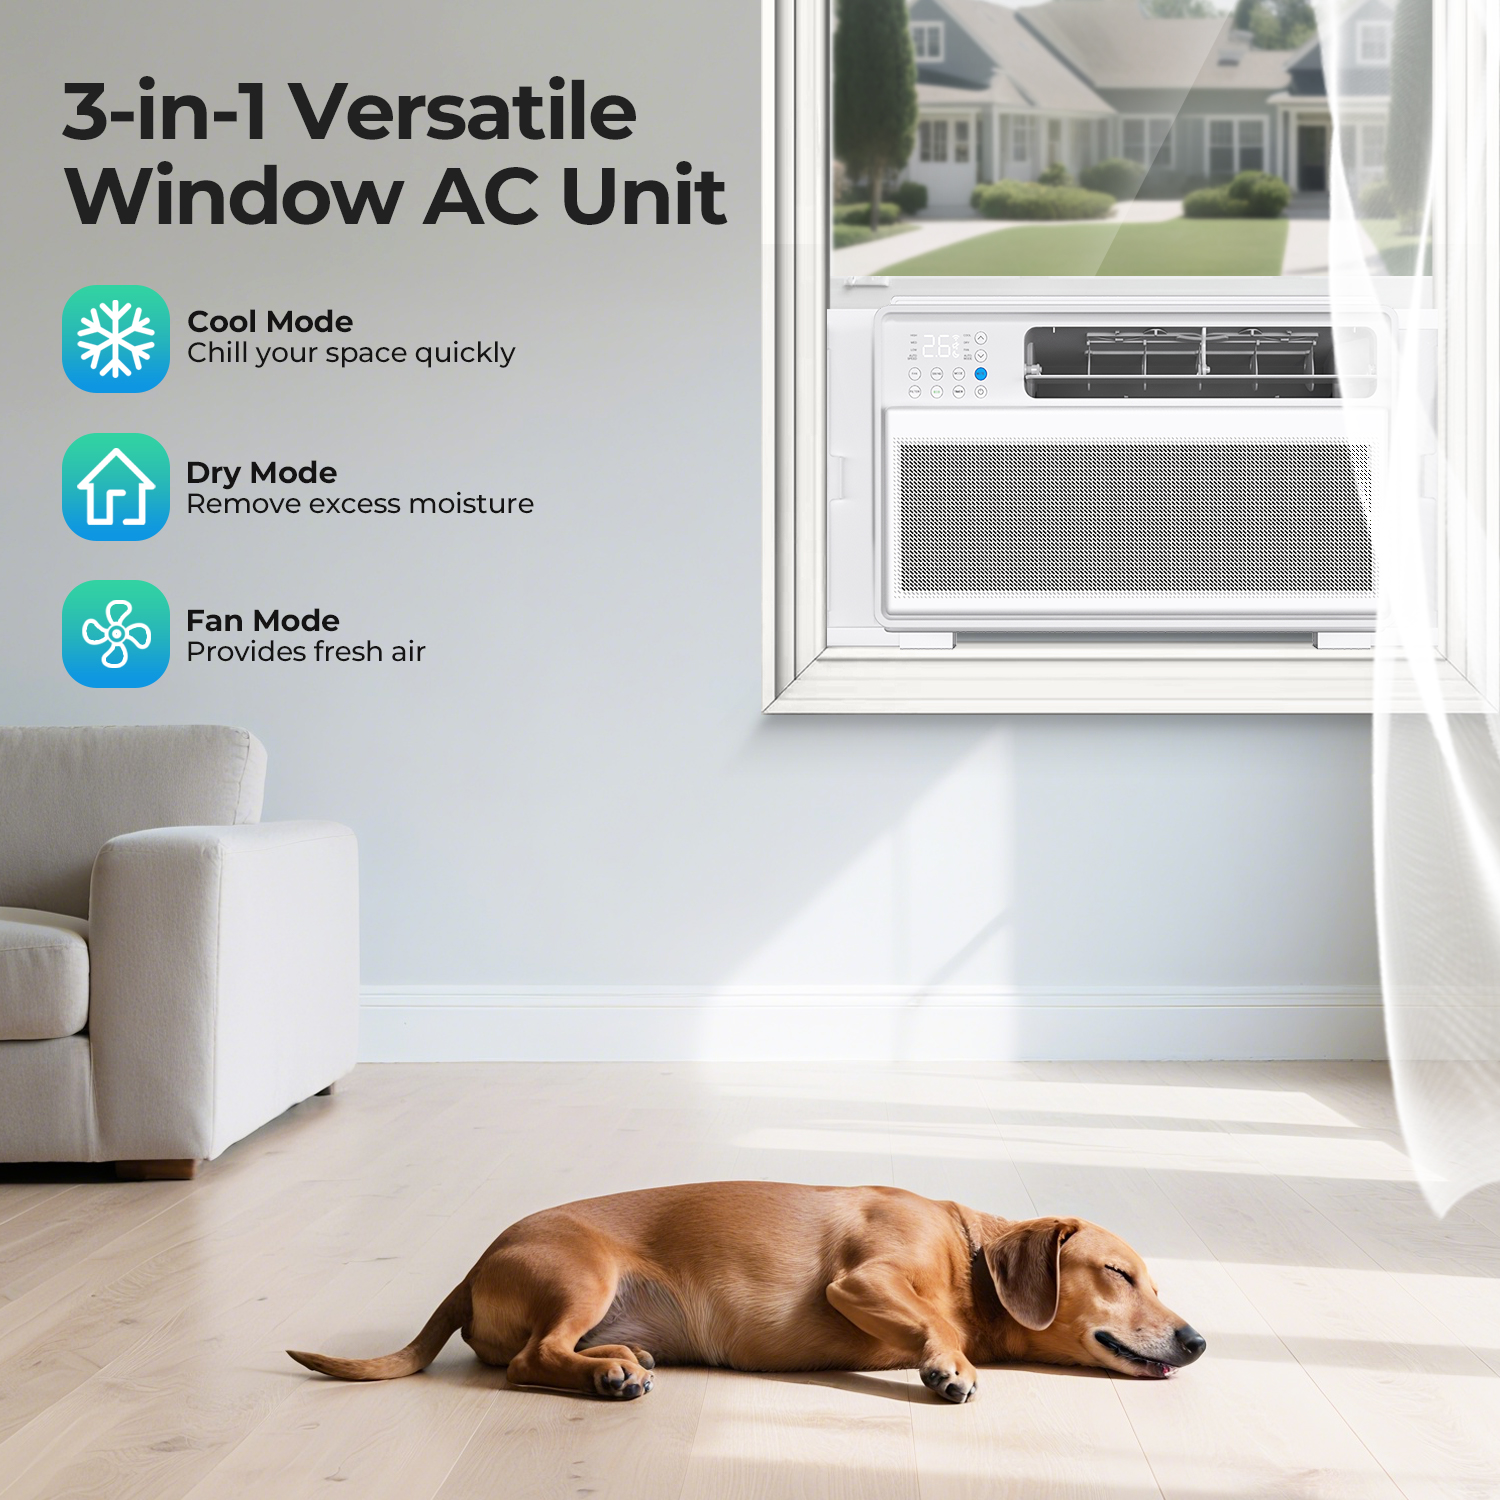 3-in-1 Versatile
Window AC Unit
Cool Mode
Chill your space quickly
Dry Mode
Remove excess moisture
Fan Mode
Provides fresh air
26